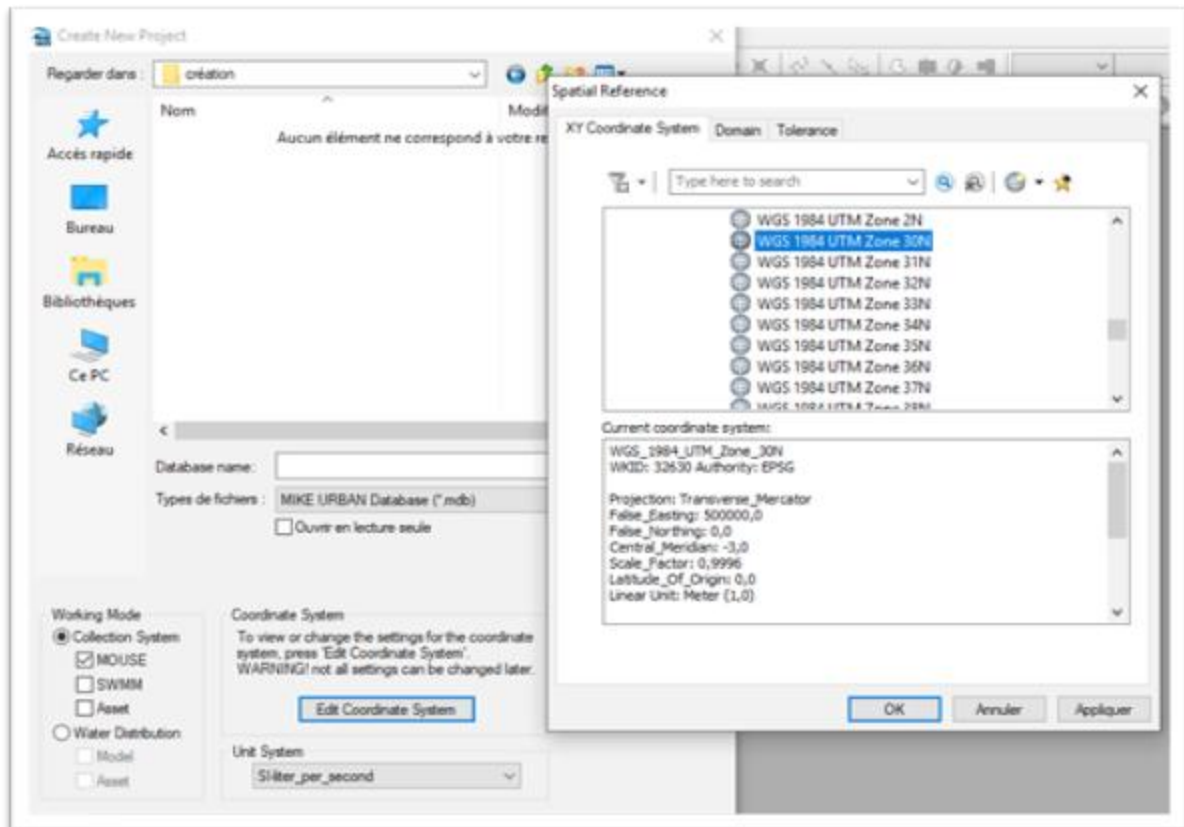 Create New Project
Regarder dans :
création
Accès rapide
Bureau
Bibliothèques
Ce PC
Réseau
Nom
Modif
Aucun élément ne correspond à votre re
Database name:
Types de fichiers :
MIKE URBAN Database (*.mdb)
Ouvrir en lecture seule
Working Mode
Collection System
MOUSE
SWMM
Asset
Water Distribution
Model
Asset
Coordinate System
To view or change the settings for the coordinate
system, press 'Edit Coordinate System'.
WARNING! not all settings can be changed later.
Edit Coordinate System
Unit System
SI-liter_per_second
Spatial Reference
XY Coordinate System
Domain
Tolerance
Type here to search
WGS 1984 UTM Zone 2N
WGS 1984 UTM Zone 30N
WGS 1984 UTM Zone 31N
WGS 1984 UTM Zone 32N
WGS 1984 UTM Zone 33N
WGS 1984 UTM Zone 34N
WGS 1984 UTM Zone 35N
WGS 1984 UTM Zone 36N
WGS 1984 UTM Zone 37N
WGS 1984 UTM Zone 38N
Current coordinate system:
WGS_1984_UTM_Zone_30N
WKID: 32630 Authority: EPSG
Projection: Transverse_Mercator
False_Easting: 500000,0
False_Northing: 0,0
Central_Meridian: -3,0
Scale_Factor: 0,9996
Latitude_Of_Origin: 0,0
Linear Unit: Meter (1,0)
OK
Annuler
Appliquer